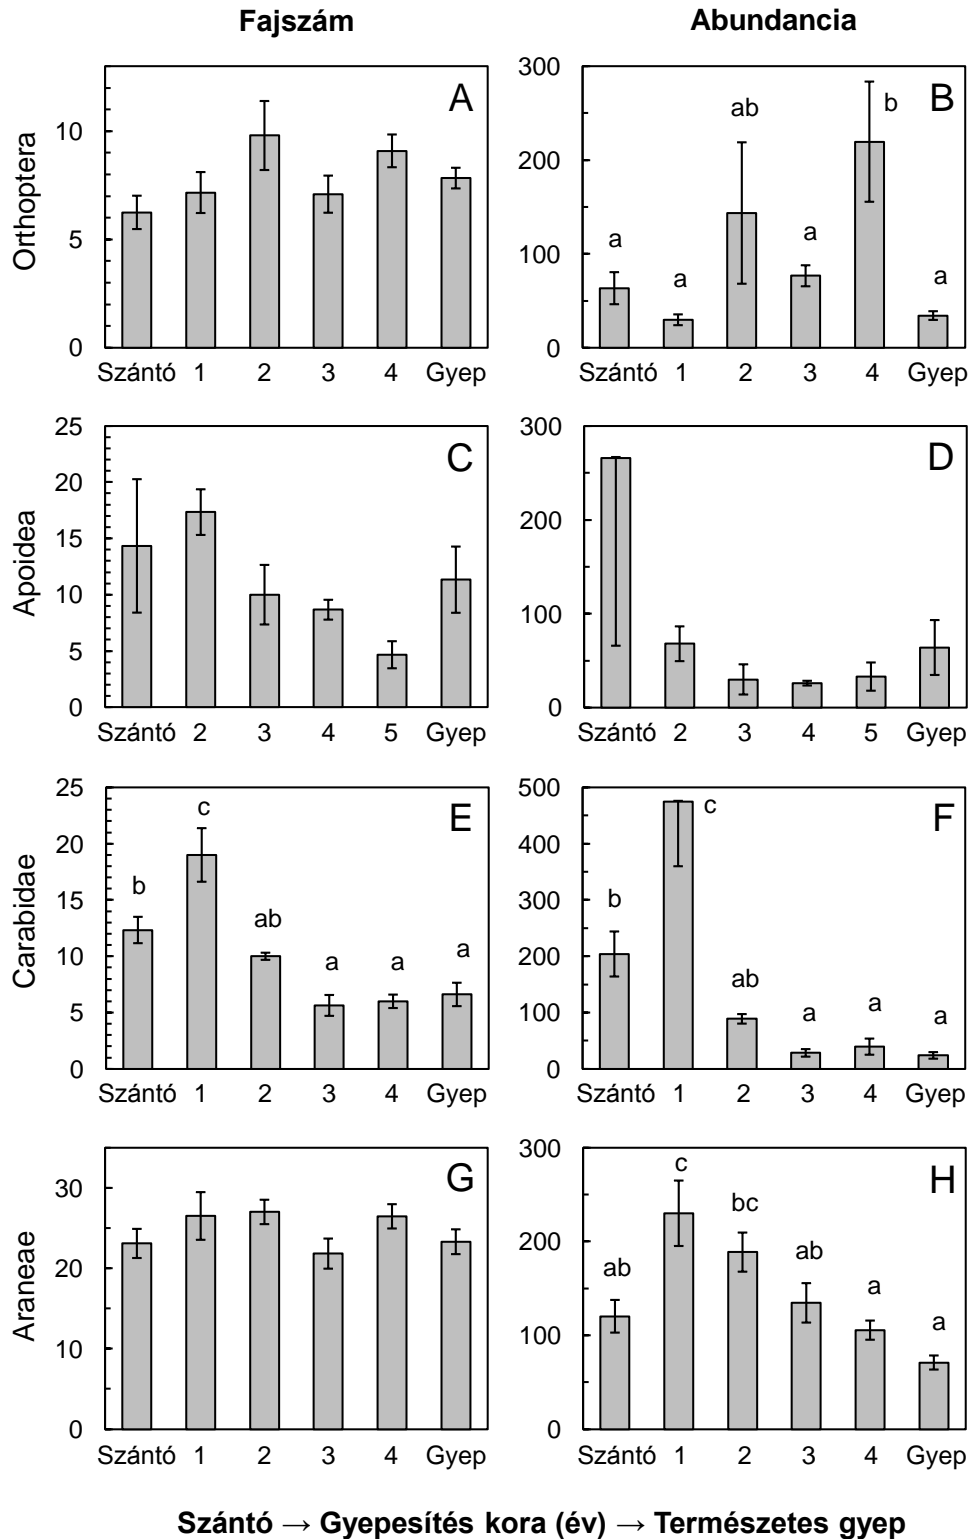 Fajszám Abundancia
Orthoptera
A
15
10
5
0
Szántó 1 2 3 4 Gyep
B
300
200
100
0
a a ab a b a
Szántó 1 2 3 4 Gyep
Apoidea
C
25
20
15
10
5
0
Szántó 2 3 4 5 Gyep
D
300
200
100
0
Szántó 2 3 4 5 Gyep
Carabidae
E
25
20
15
10
5
0
b c ab a a a
Szántó 1 2 3 4 Gyep
F
500
400
300
200
100
0
b c ab a a a
Szántó 1 2 3 4 Gyep
Araneae
G
30
20
10
0
Szántó 1 2 3 4 Gyep
H
300
200
100
0
ab c bc ab a a
Szántó 1 2 3 4 Gyep
Szántó → Gyepesítés kora (év) → Természetes gyep